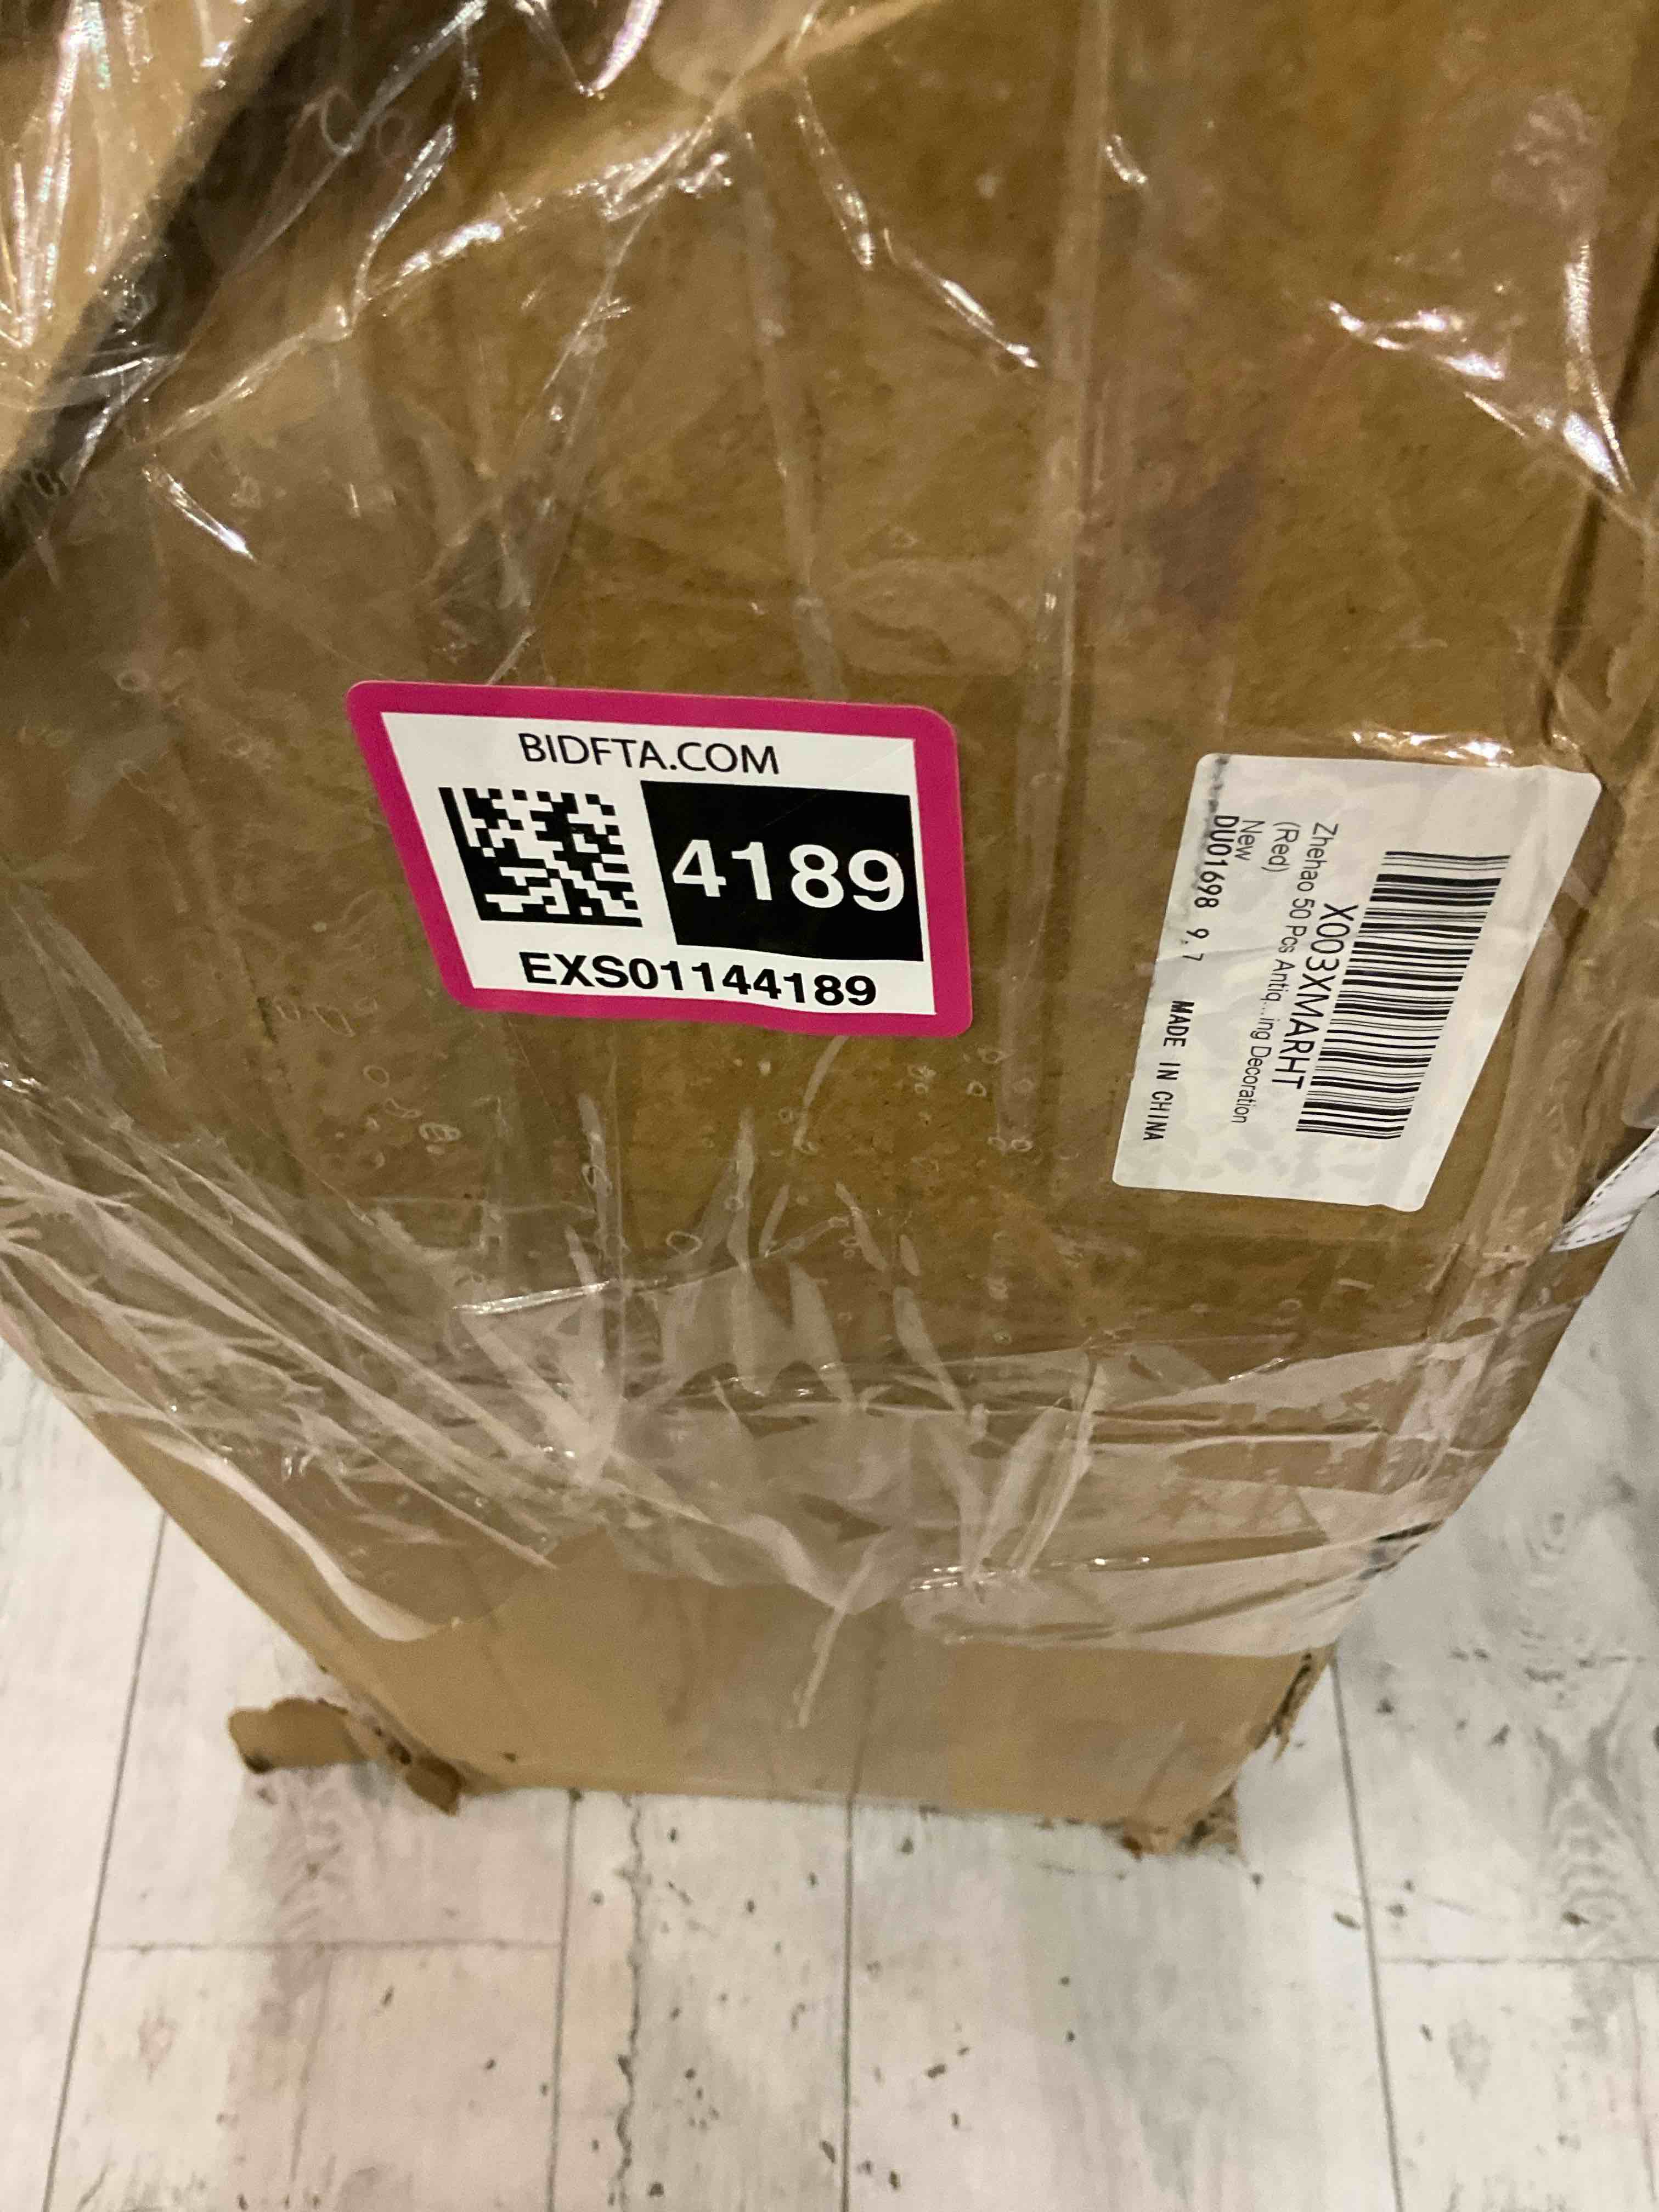 BIDFTA.COM
4189
EXS01144189
X003XMARHT
Zhehao 50 Pcs Antiq...ing Decoration
(Red)
New
DU01698 9.7 MADE IN CHINA